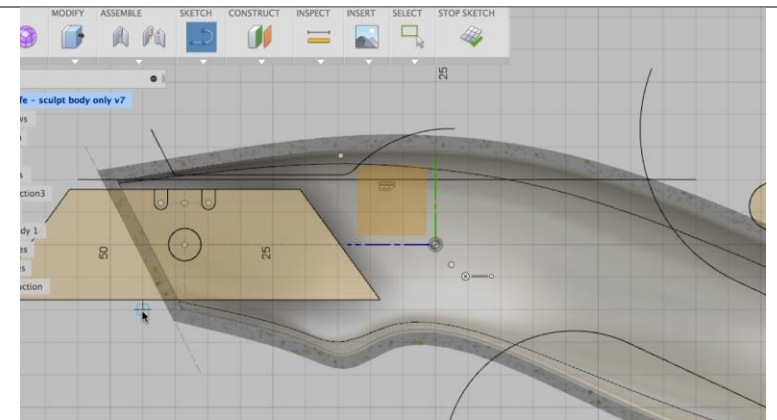 MODIFY ASSEMBLE SKETCH CONSTRUCT INSPECT INSERT SELECT STOP SKETCH
fe - sculpt body only v7
ws
s
ction3
dy 1
es
es
ction
25
50
25